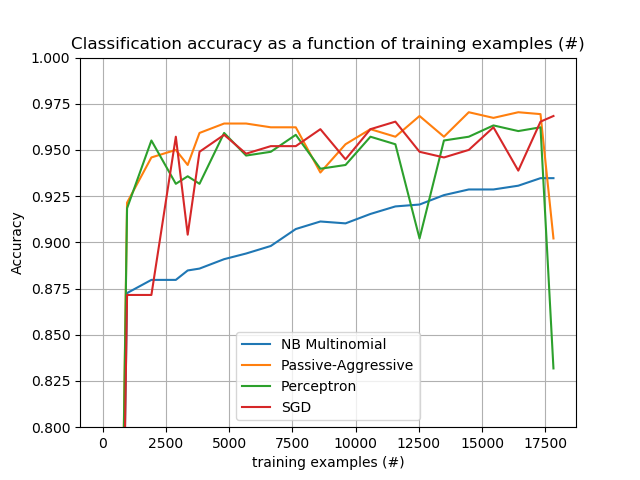 Classification accuracy as a function of training examples (#)
1.000
0.975
0.950
0.925
0.900
0.875
0.850
0.825
0.800
Accuracy
NB Multinomial
Passive-Aggressive
Perceptron
SGD
0 2500 5000 7500 10000 12500 15000 17500
training examples (#)